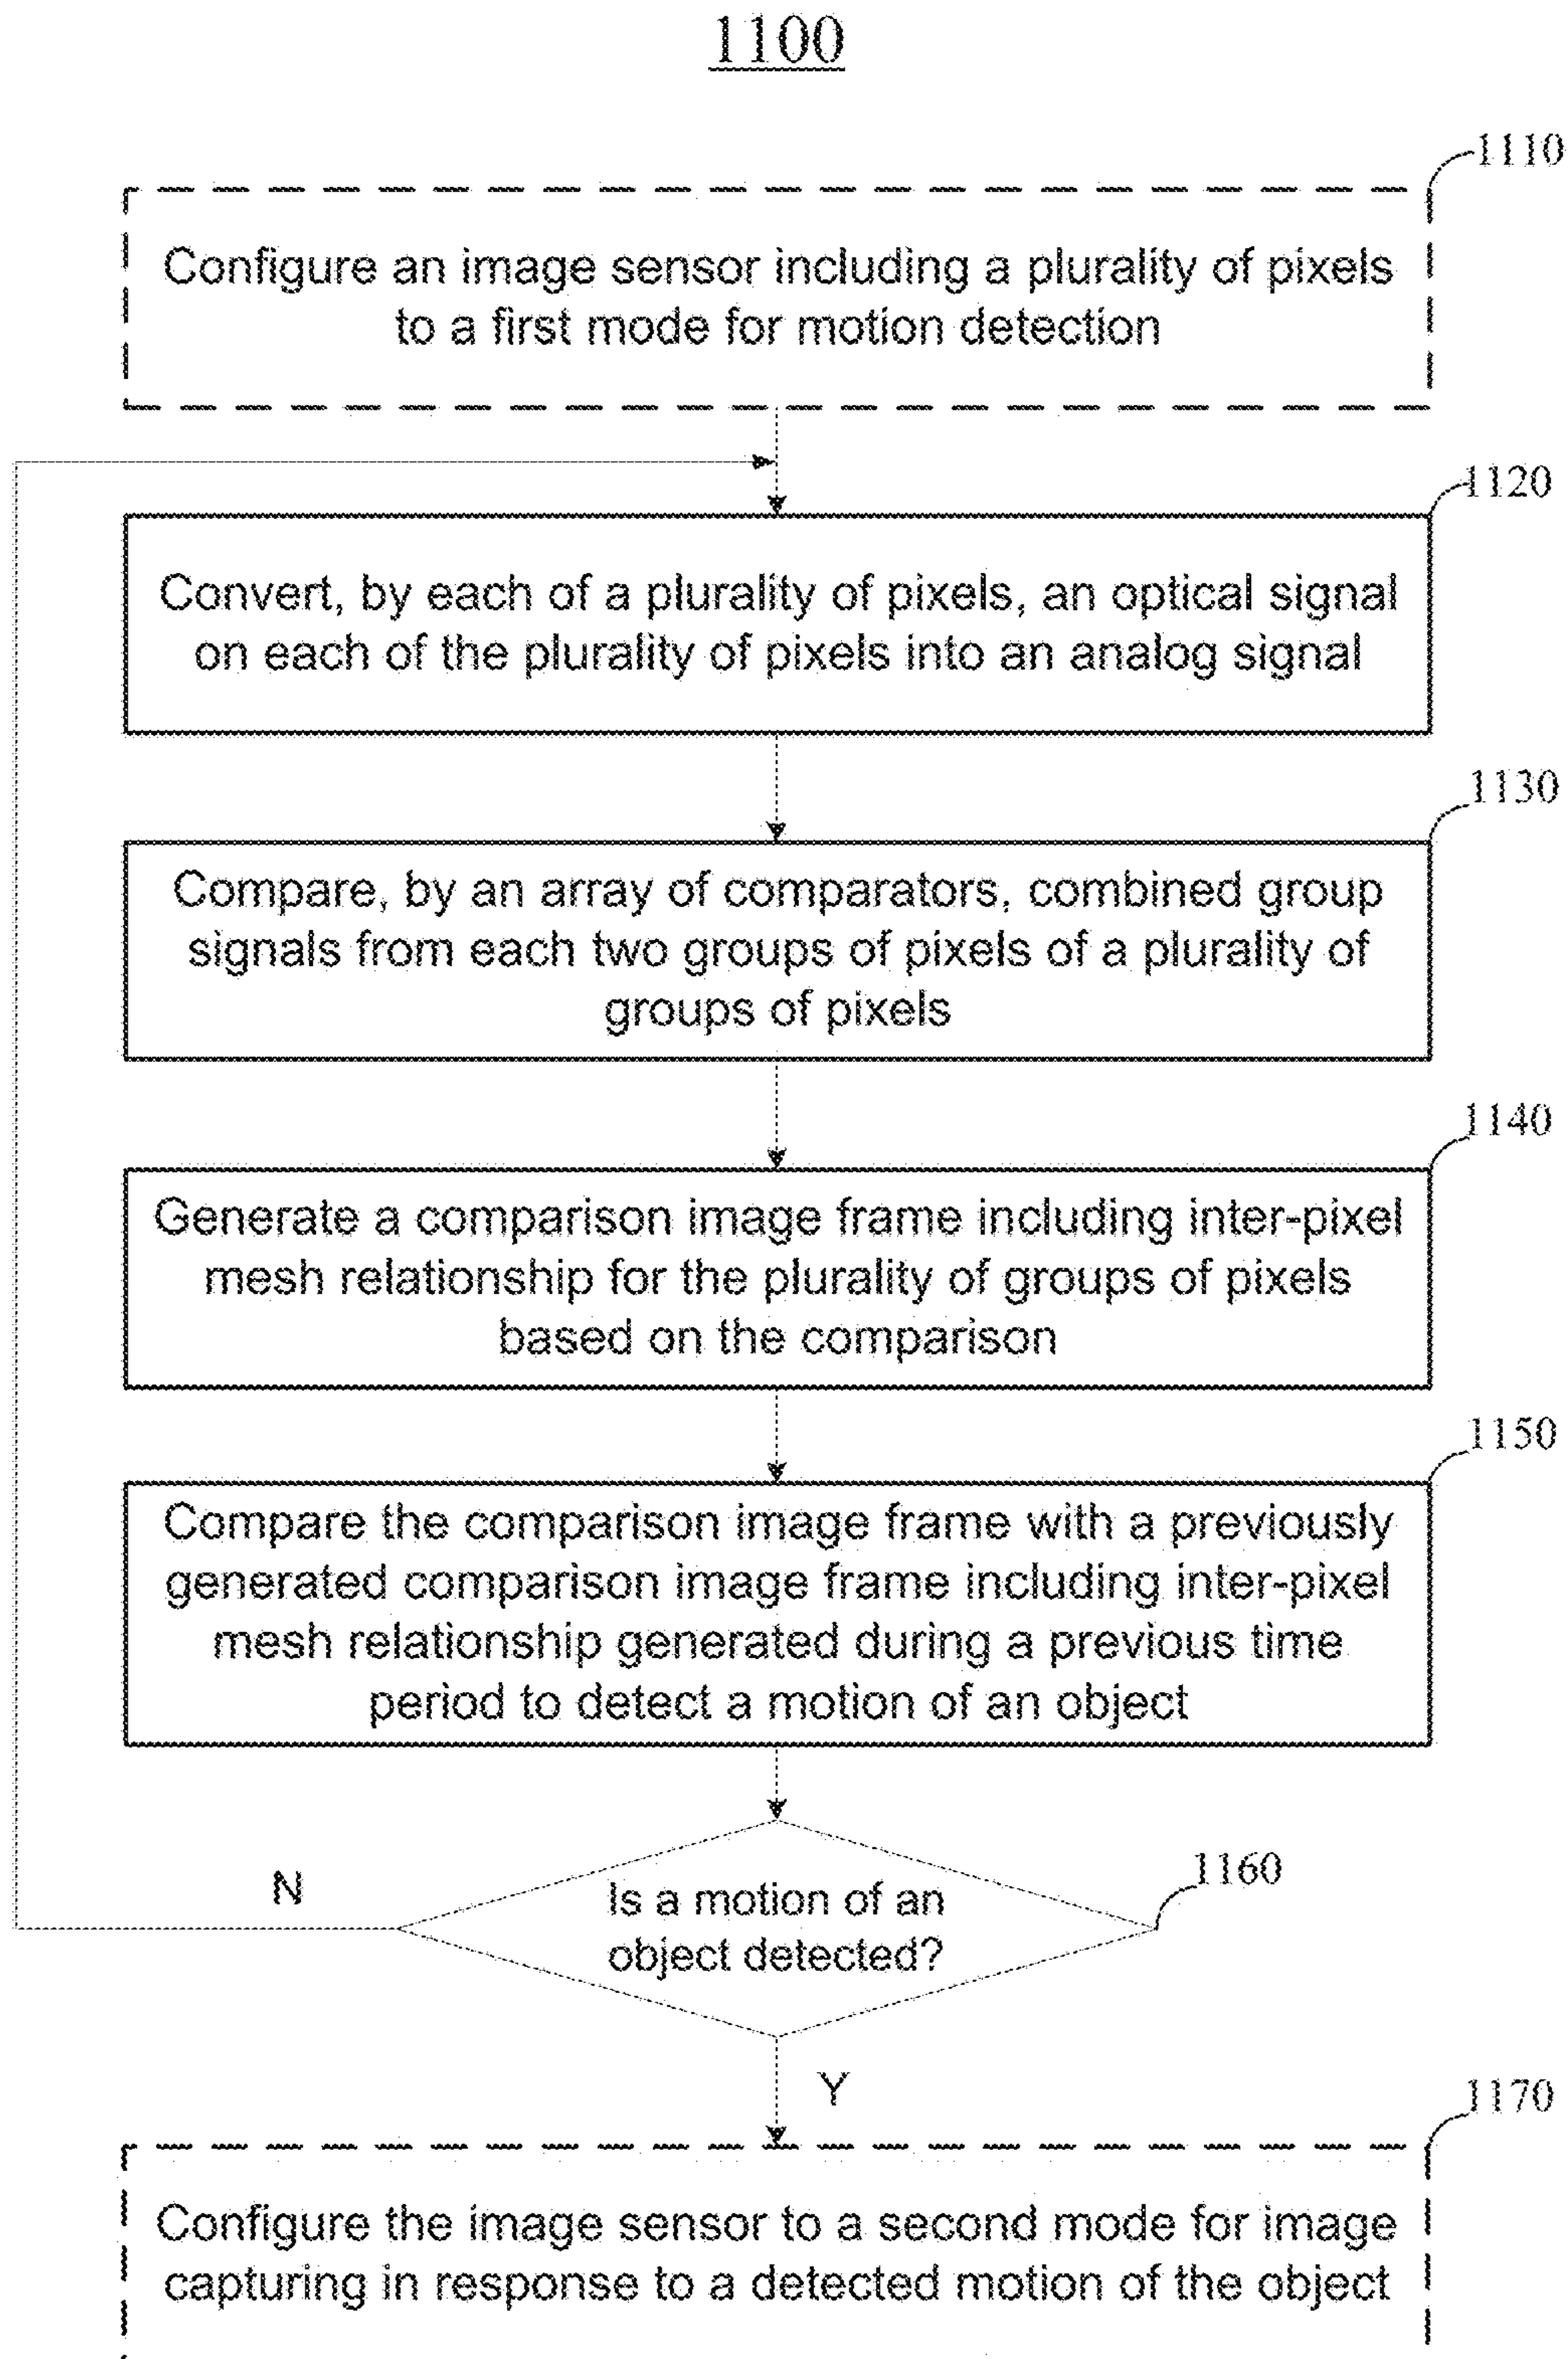 1100
1110
Configure an image sensor including a plurality of pixels
to a first mode for motion detection
1120
Convert, by each of a plurality of pixels, an optical signal
on each of the plurality of pixels into an analog signal
1130
Compare, by an array of comparators, combined group
signals from each two groups of pixels of a plurality of
groups of pixels
1140
Generate a comparison image frame including inter-pixel
mesh relationship for the plurality of groups of pixels
based on the comparison
1150
Compare the comparison image frame with a previously
generated comparison image frame including inter-pixel
mesh relationship generated during a previous time
period to detect a motion of an object
1160
N
Is a motion of an
object detected?
Y
1170
Configure the image sensor to a second mode for image
capturing in response to a detected motion of the object